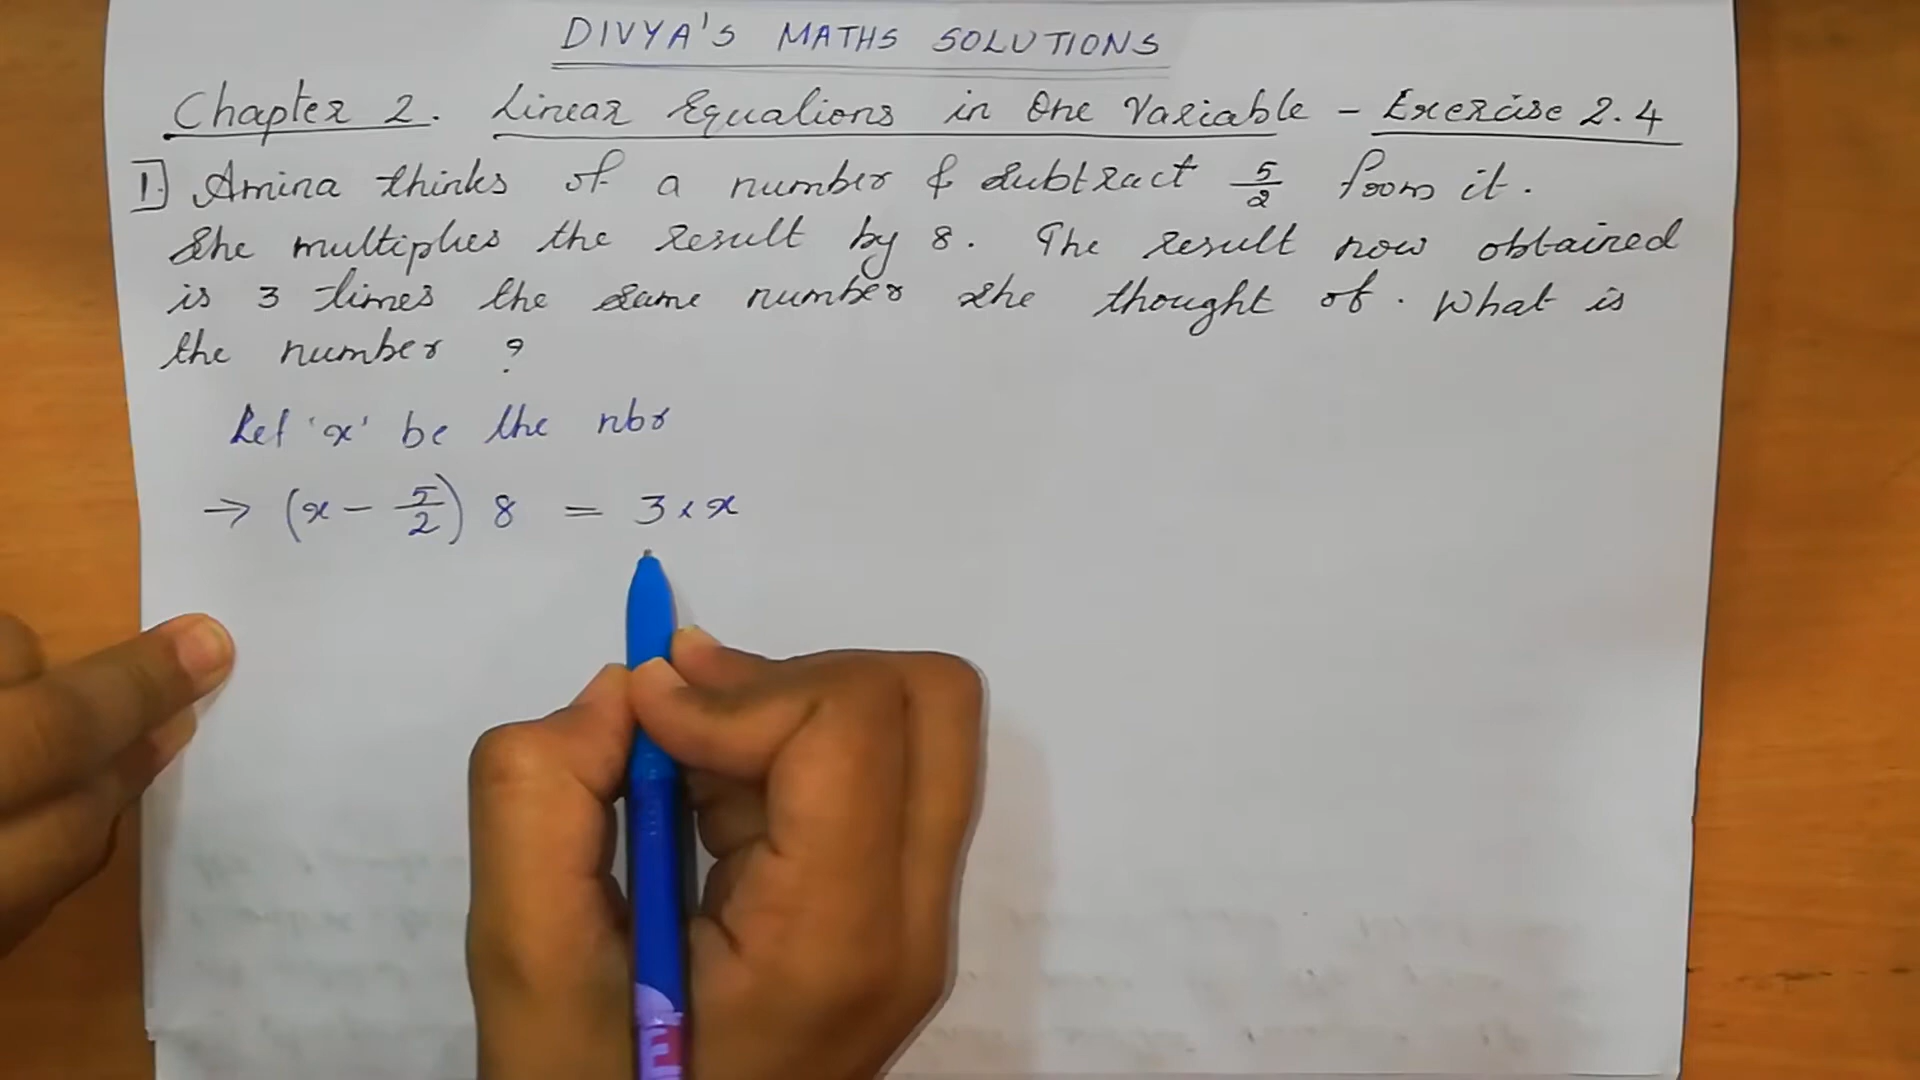 DIVYA'S MATHS SOLUTIONS
Chapter 2. Linear Equations in One Variable - Exercise 2.4
1. Amina thinks of a number & subtract 5/2 from it.
She multiplies the result by 8. The result now obtained
is 3 times the same number she thought of. What is
the number ?
Let 'x' be the nbr
→ (x - 5/2) 8 = 3 × x